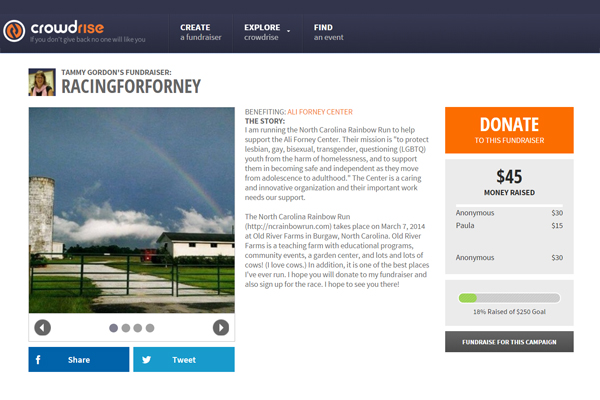 crowdrise
If you don't give back no one will like you
CREATE
a fundraiser
EXPLORE
crowdrise
FIND
an event
TAMMY GORDON'S FUNDRAISER:
RACINGFORFORNEY
BENEFITING: ALI FORNEY CENTER
THE STORY:
I am running the North Carolina Rainbow Run to help
support the Ali Forney Center. Their mission is "to protect
lesbian, gay, bisexual, transgender, questioning (LGBTQ)
youth from the harm of homelessness, and to support
them in becoming safe and independent as they move
from adolescence to adulthood." The Center is a caring
and innovative organization and their important work
needs our support.
The North Carolina Rainbow Run
(http://ncrainbowrun.com) takes place on March 7, 2014
at Old River Farms in Burgaw, North Carolina. Old River
Farms is a teaching farm with educational programs,
community events, a garden center, and lots and lots of
cows! (I love cows.) In addition, it is one of the best places
I've ever run. I hope you will donate to my fundraiser and
also sign up for the race. I hope to see you there!
DONATE
TO THIS FUNDRAISER
$45
MONEY RAISED
Anonymous $30
Paula $15
Anonymous $30
18% Raised of $250 Goal
FUNDRAISE FOR THIS CAMPAIGN
Share
Tweet